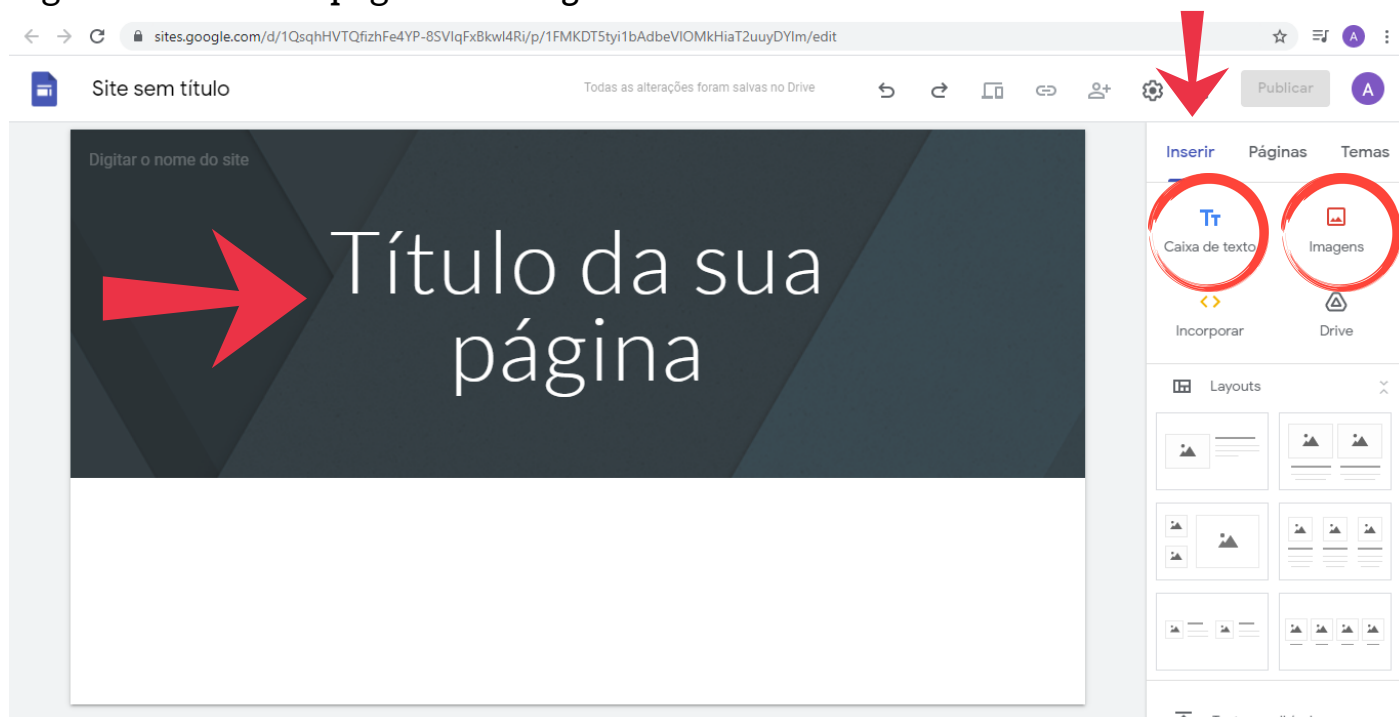 sites.google.com/d/1QsqhHVTQfizhFe4YP-8SVIqFxBkwl4Ri/p/1FMKDT5tyi1bAdbeVIOMkHiaT2uuyDYIm/edit
A
Site sem título
Todas as alterações foram salvas no Drive
Publicar
A
Digitar o nome do site
Título da sua
página
Inserir Páginas Temas
Tт
Caixa de texto Imagens
Incorporar Drive
Layouts